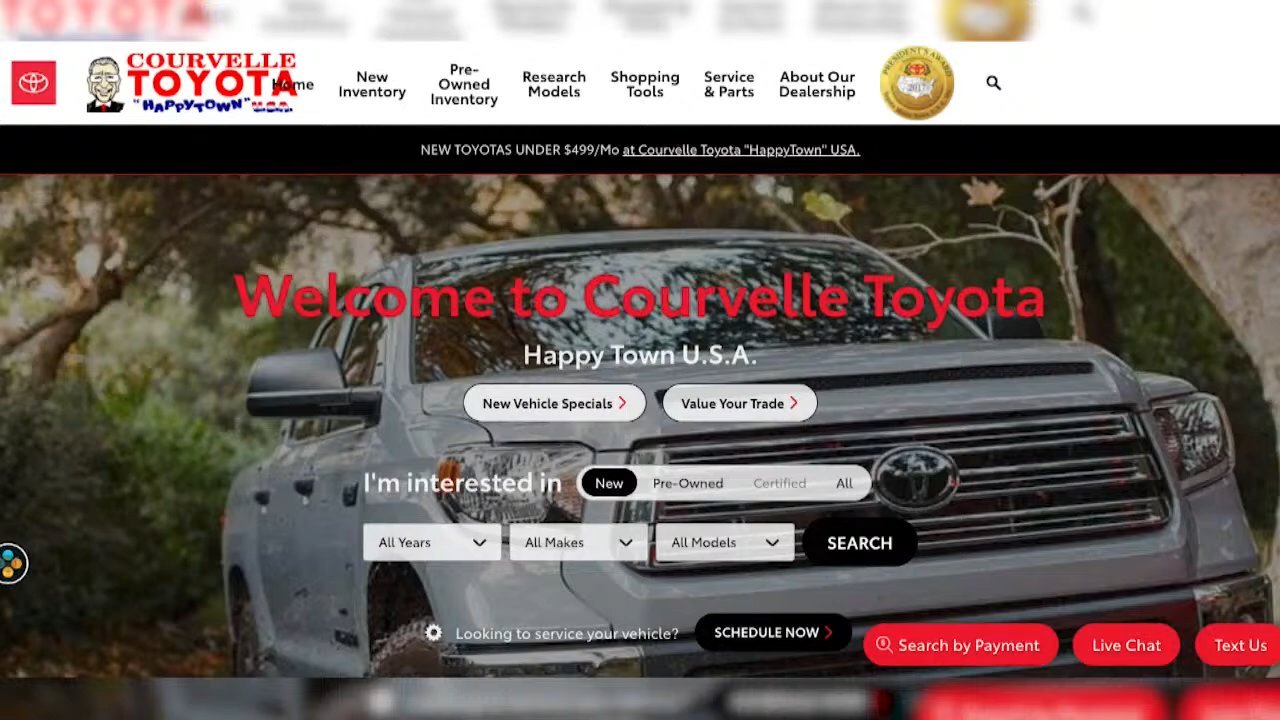 COURVELLE
TOYOTA
"HAPPYTOWN" U.S.A.
Home
New
Inventory
Pre-
Owned
Inventory
Research
Models
Shopping
Tools
Service
& Parts
About Our
Dealership
PRESIDENT'S AWARD
2017
NEW TOYOTAS UNDER $499/Mo at Courvelle Toyota "HappyTown" USA.
Welcome to Courvelle Toyota
Happy Town U.S.A.
New Vehicle Specials
Value Your Trade
I'm interested in
New
Pre-Owned
Certified
All
All Years
All Makes
All Models
SEARCH
Looking to service your vehicle?
SCHEDULE NOW
Search by Payment
Live Chat
Text Us